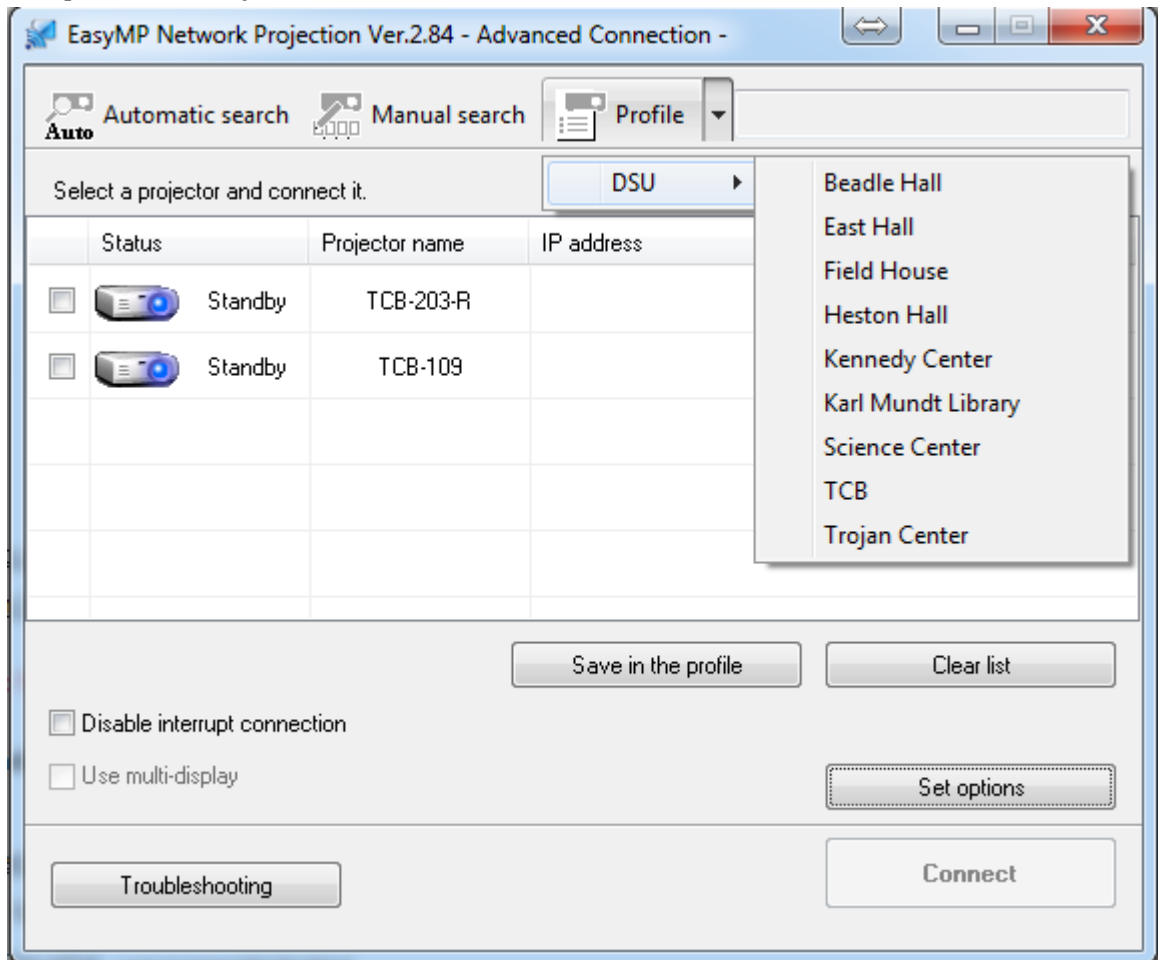 EasyMP Network Projection Ver.2.84 - Advanced Connection -
Auto Automatic search Manual search Profile
Select a projector and connect it.
DSU
Beadle Hall
East Hall
Field House
Heston Hall
Kennedy Center
Karl Mundt Library
Science Center
TCB
Trojan Center
Status Projector name IP address
Standby TCB-203-R
Standby TCB-109
Save in the profile Clear list
Disable interrupt connection
Use multi-display
Set options
Troubleshooting Connect